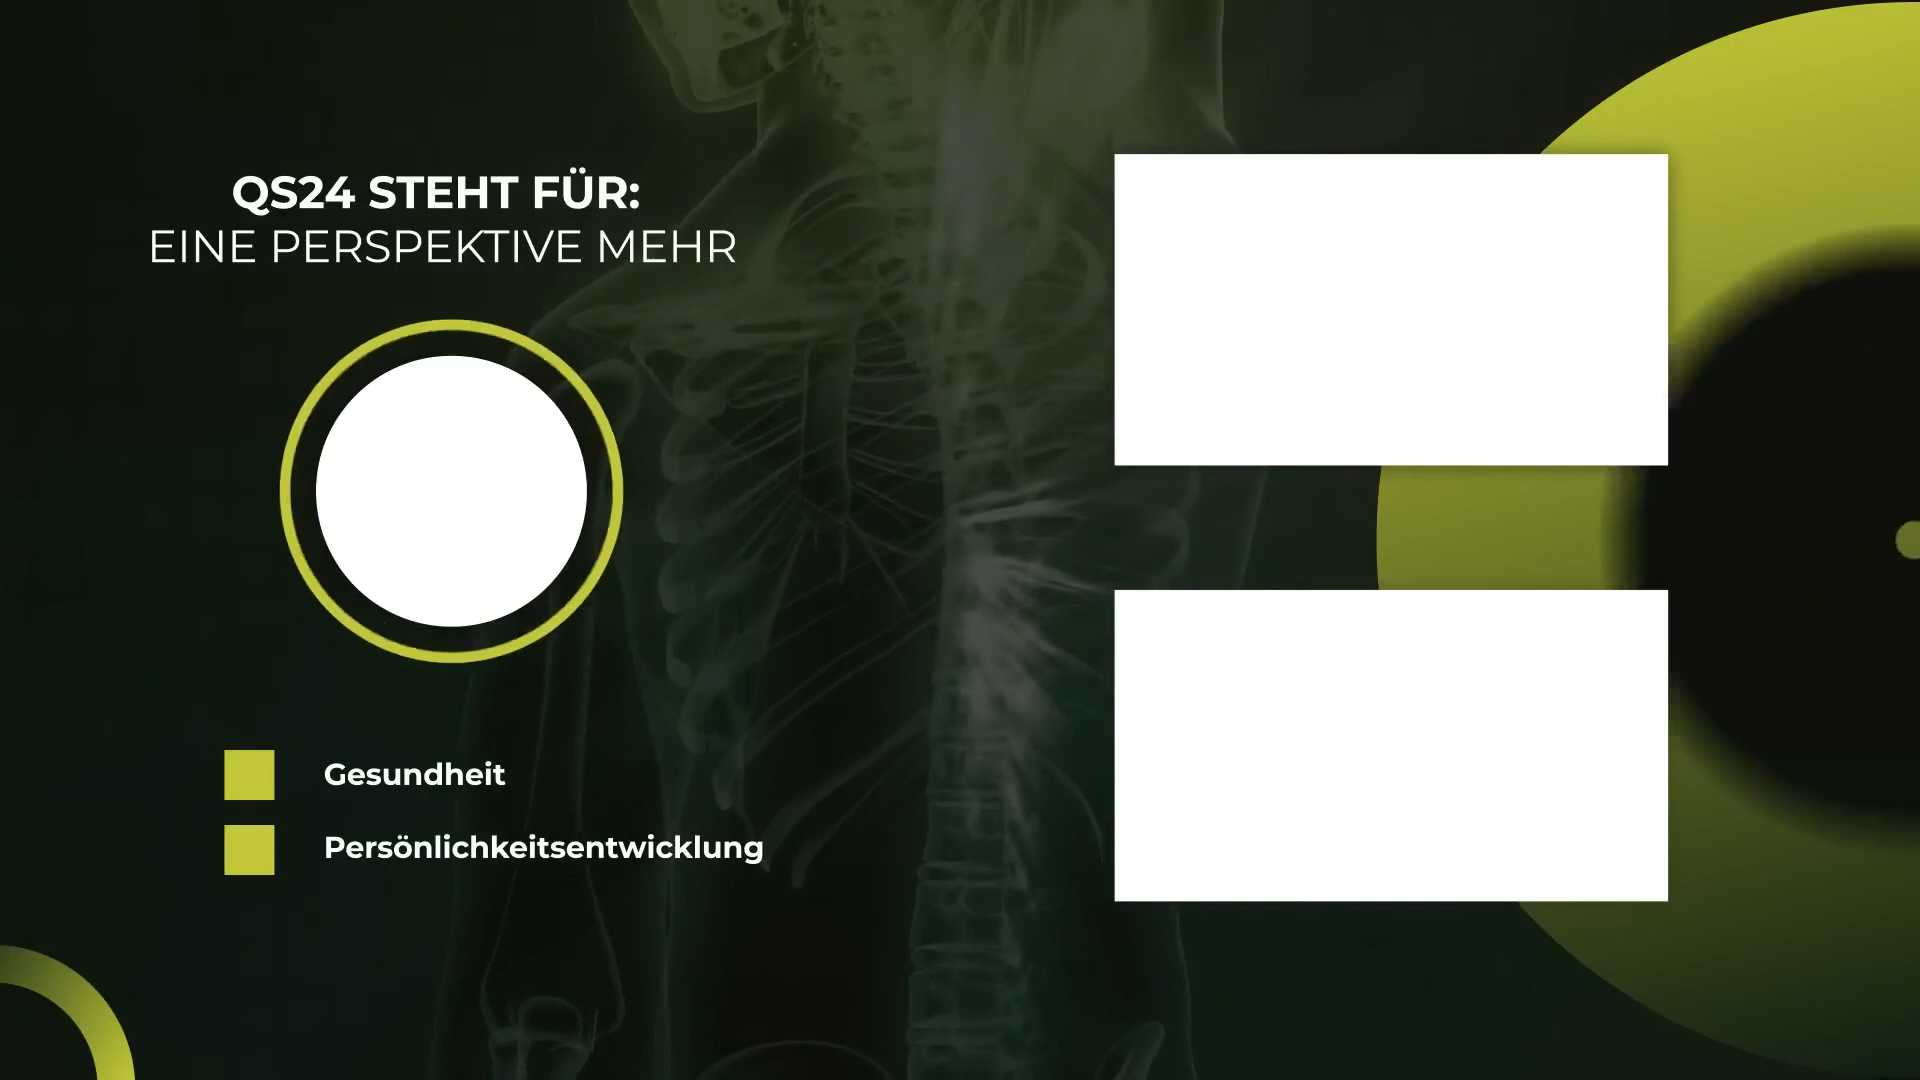 QS24 STEHT FÜR:
EINE PERSPEKTIVE MEHR
Gesundheit
Persönlichkeitsentwicklung